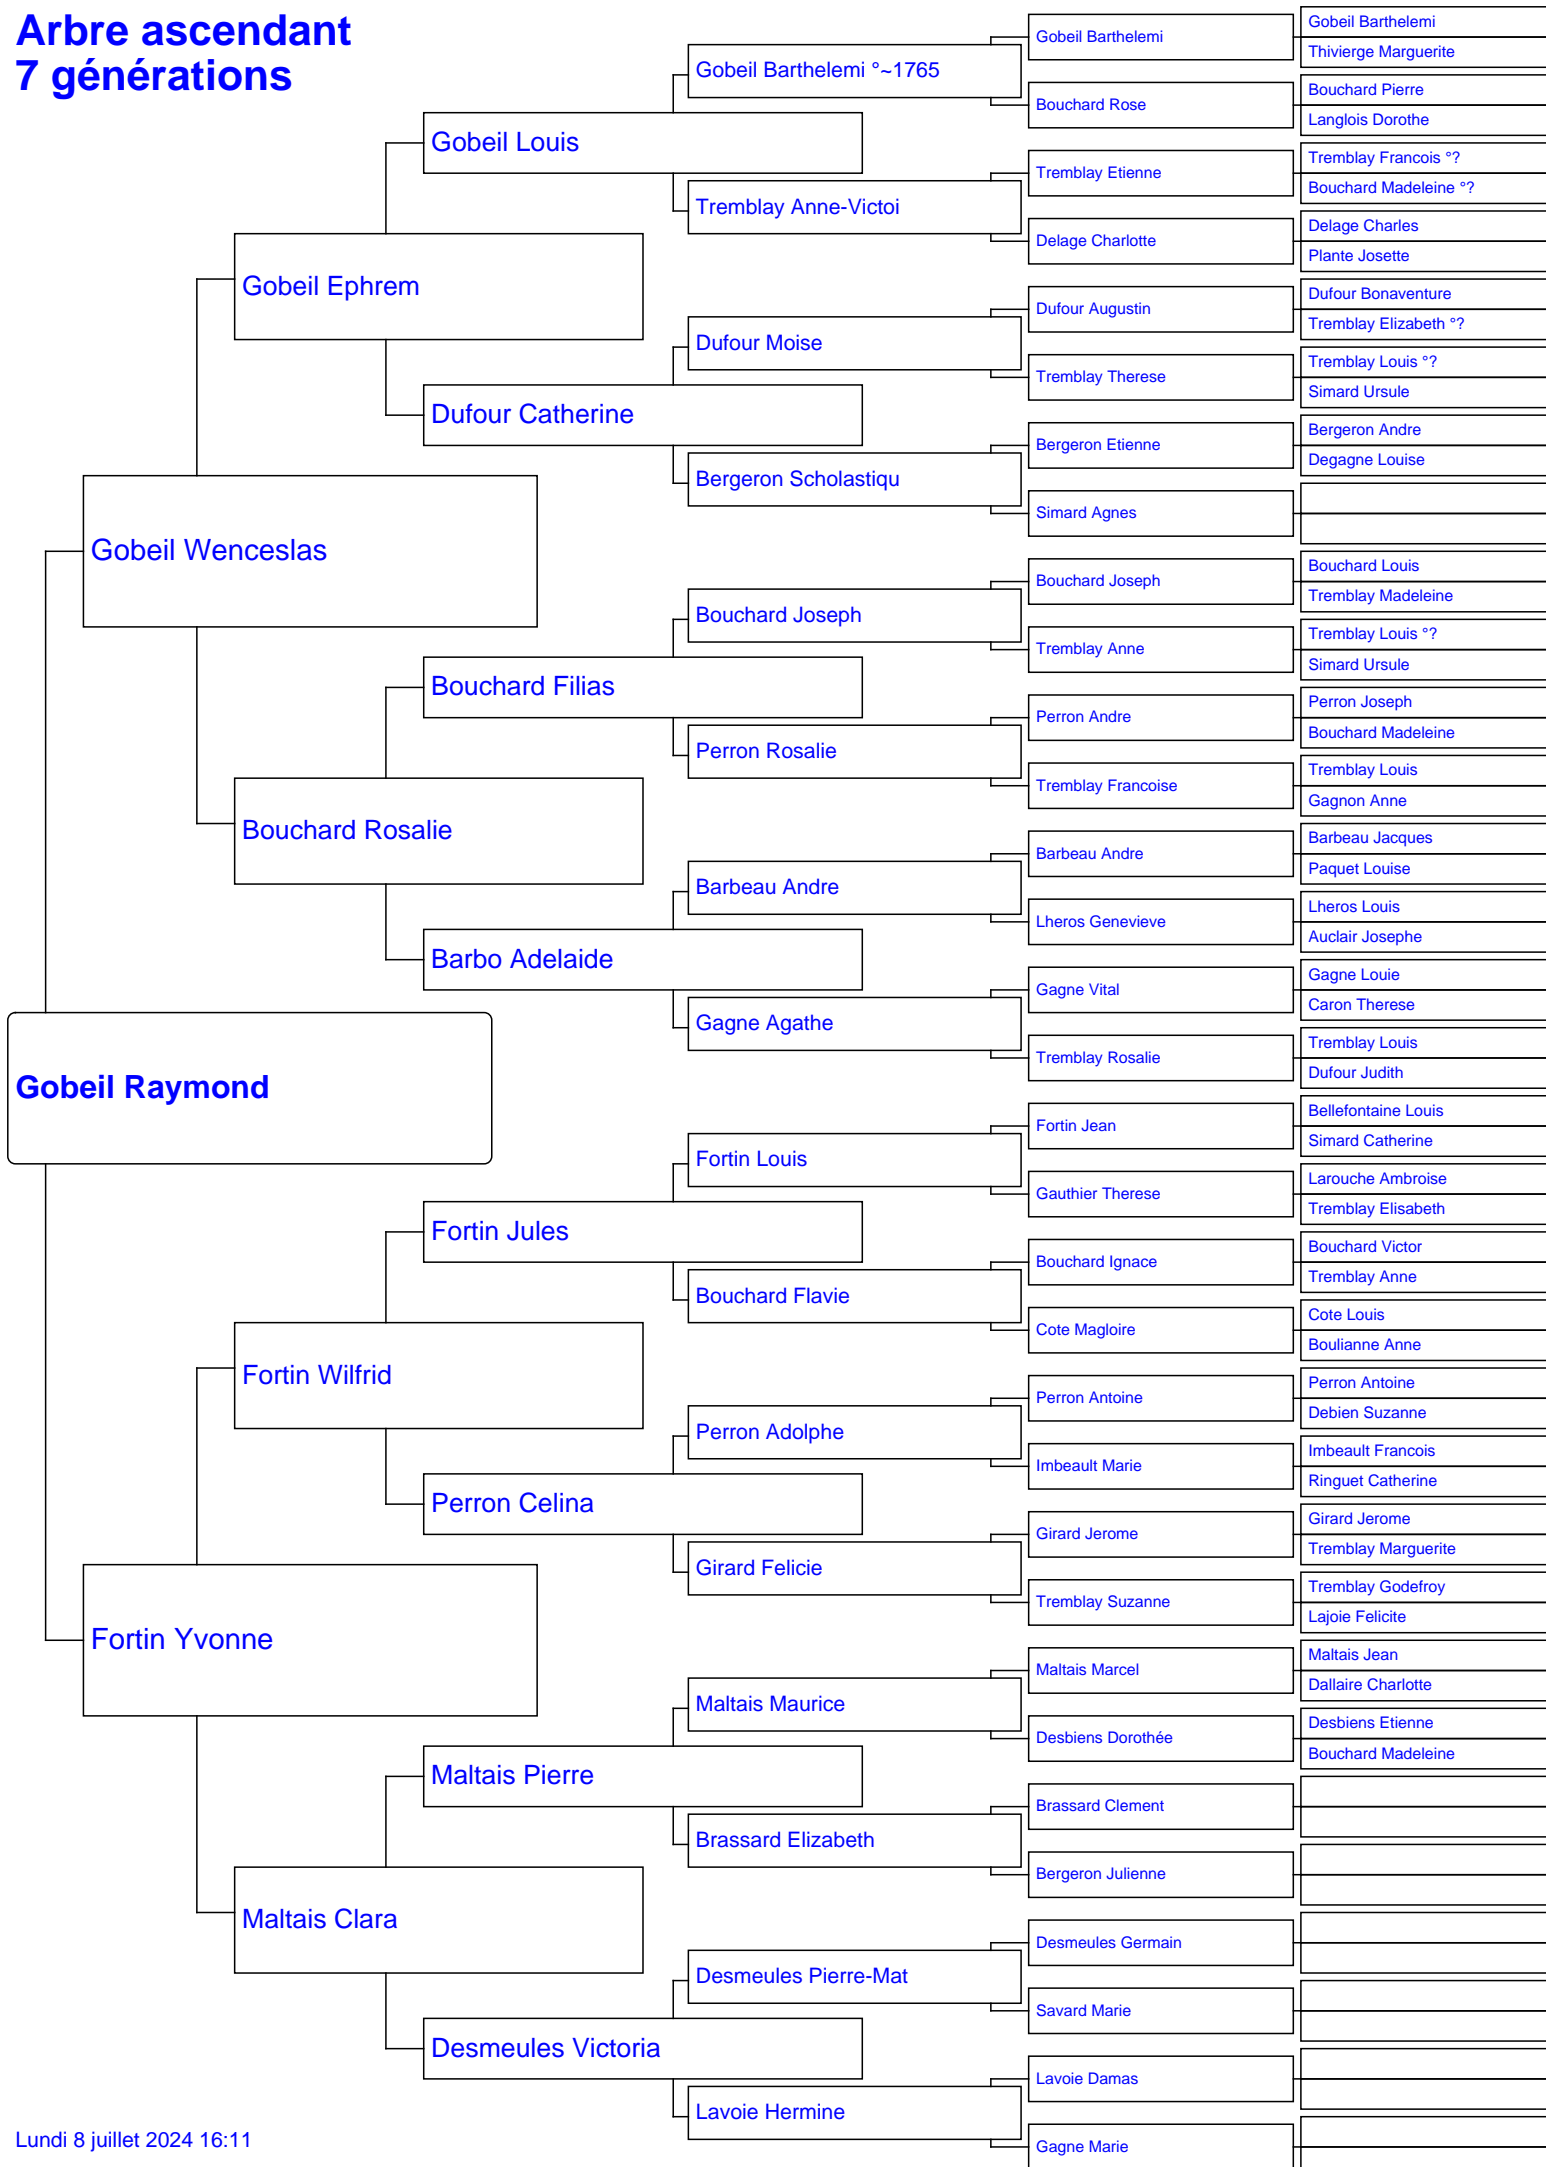 Arbre ascendant
7 générations
Gobeil Raymond
Gobeil Wenceslas
Fortin Yvonne
Gobeil Ephrem
Bouchard Rosalie
Fortin Wilfrid
Maltais Clara
Gobeil Louis
Dufour Catherine
Bouchard Filias
Barbo Adelaide
Fortin Jules
Perron Celina
Maltais Pierre
Desmeules Victoria
Gobeil Barthelemi °~1765
Tremblay Anne-Victoi
Dufour Moise
Bergeron Scholastiqu
Bouchard Joseph
Perron Rosalie
Barbeau Andre
Gagne Agathe
Fortin Louis
Bouchard Flavie
Perron Adolphe
Girard Felicie
Maltais Maurice
Brassard Elizabeth
Desmeules Pierre-Mat
Lavoie Hermine
Gobeil Barthelemi
Bouchard Rose
Tremblay Etienne
Delage Charlotte
Dufour Augustin
Tremblay Therese
Bergeron Etienne
Simard Agnes
Bouchard Joseph
Tremblay Anne
Perron Andre
Tremblay Francoise
Barbeau Andre
Lheros Genevieve
Gagne Vital
Tremblay Rosalie
Fortin Jean
Gauthier Therese
Bouchard Ignace
Cote Magloire
Perron Antoine
Imbeault Marie
Girard Jerome
Tremblay Suzanne
Maltais Marcel
Desbiens Dorothée
Brassard Clement
Bergeron Julienne
Desmeules Germain
Savard Marie
Lavoie Damas
Gagne Marie
Gobeil Barthelemi
Thivierge Marguerite
Bouchard Pierre
Langlois Dorothe
Tremblay Francois °?
Bouchard Madeleine °?
Delage Charles
Plante Josette
Dufour Bonaventure
Tremblay Elizabeth °?
Tremblay Louis °?
Simard Ursule
Bergeron Andre
Degagne Louise
Bouchard Louis
Tremblay Madeleine
Tremblay Louis °?
Simard Ursule
Perron Joseph
Bouchard Madeleine
Tremblay Louis
Gagnon Anne
Barbeau Jacques
Paquet Louise
Lheros Louis
Auclair Josephe
Gagne Louie
Caron Therese
Tremblay Louis
Dufour Judith
Bellefontaine Louis
Simard Catherine
Larouche Ambroise
Tremblay Elisabeth
Bouchard Victor
Tremblay Anne
Cote Louis
Boulianne Anne
Perron Antoine
Debien Suzanne
Imbeault Francois
Ringuet Catherine
Girard Jerome
Tremblay Marguerite
Tremblay Godefroy
Lajoie Felicite
Maltais Jean
Dallaire Charlotte
Desbiens Etienne
Bouchard Madeleine
Lundi 8 juillet 2024 16:11